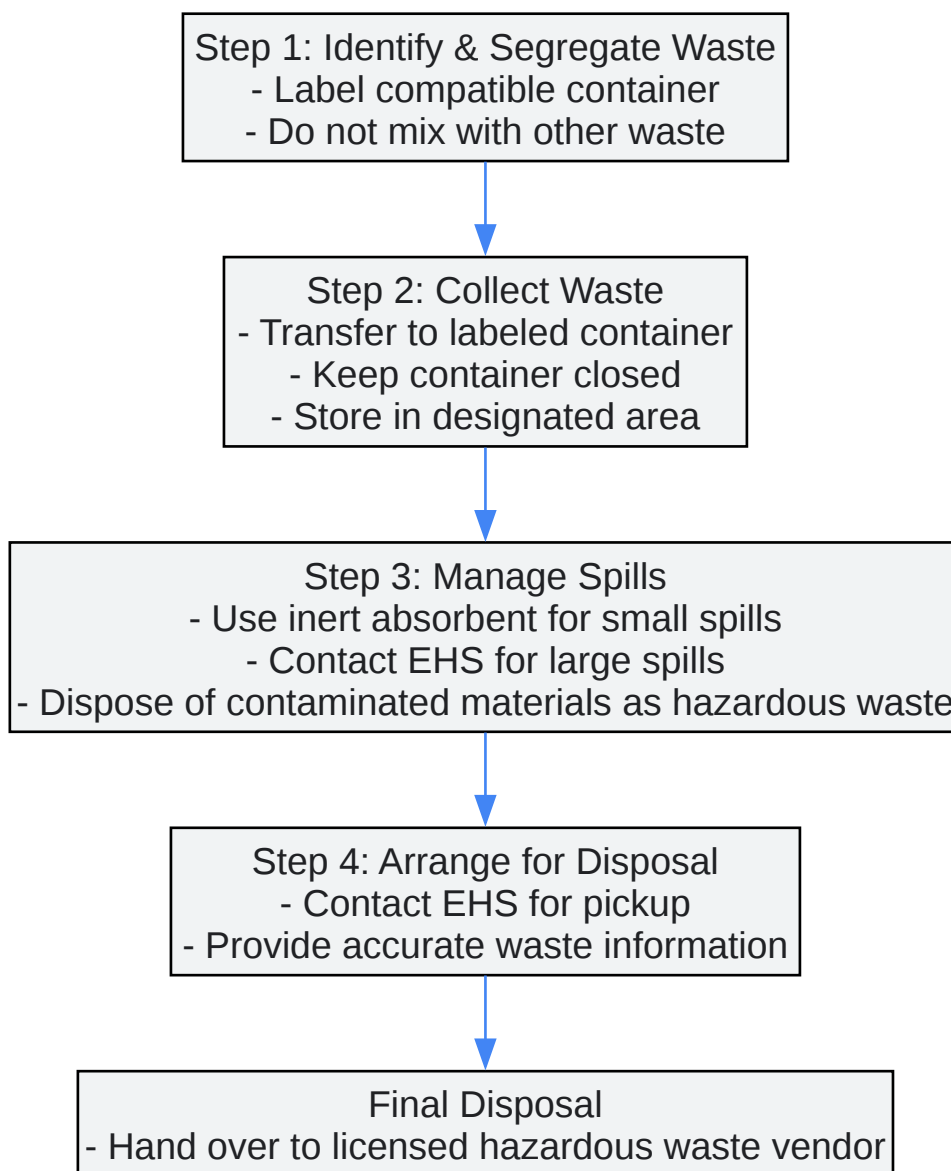 Step 1: Identify & Segregate Waste
- Label compatible container
- Do not mix with other waste
Step 2: Collect Waste
- Transfer to labeled container
- Keep container closed
- Store in designated area
Step 3: Manage Spills
- Use inert absorbent for small spills
- Contact EHS for large spills
- Dispose of contaminated materials as hazardous waste
Step 4: Arrange for Disposal
- Contact EHS for pickup
- Provide accurate waste information
Final Disposal
- Hand over to licensed hazardous waste vendor